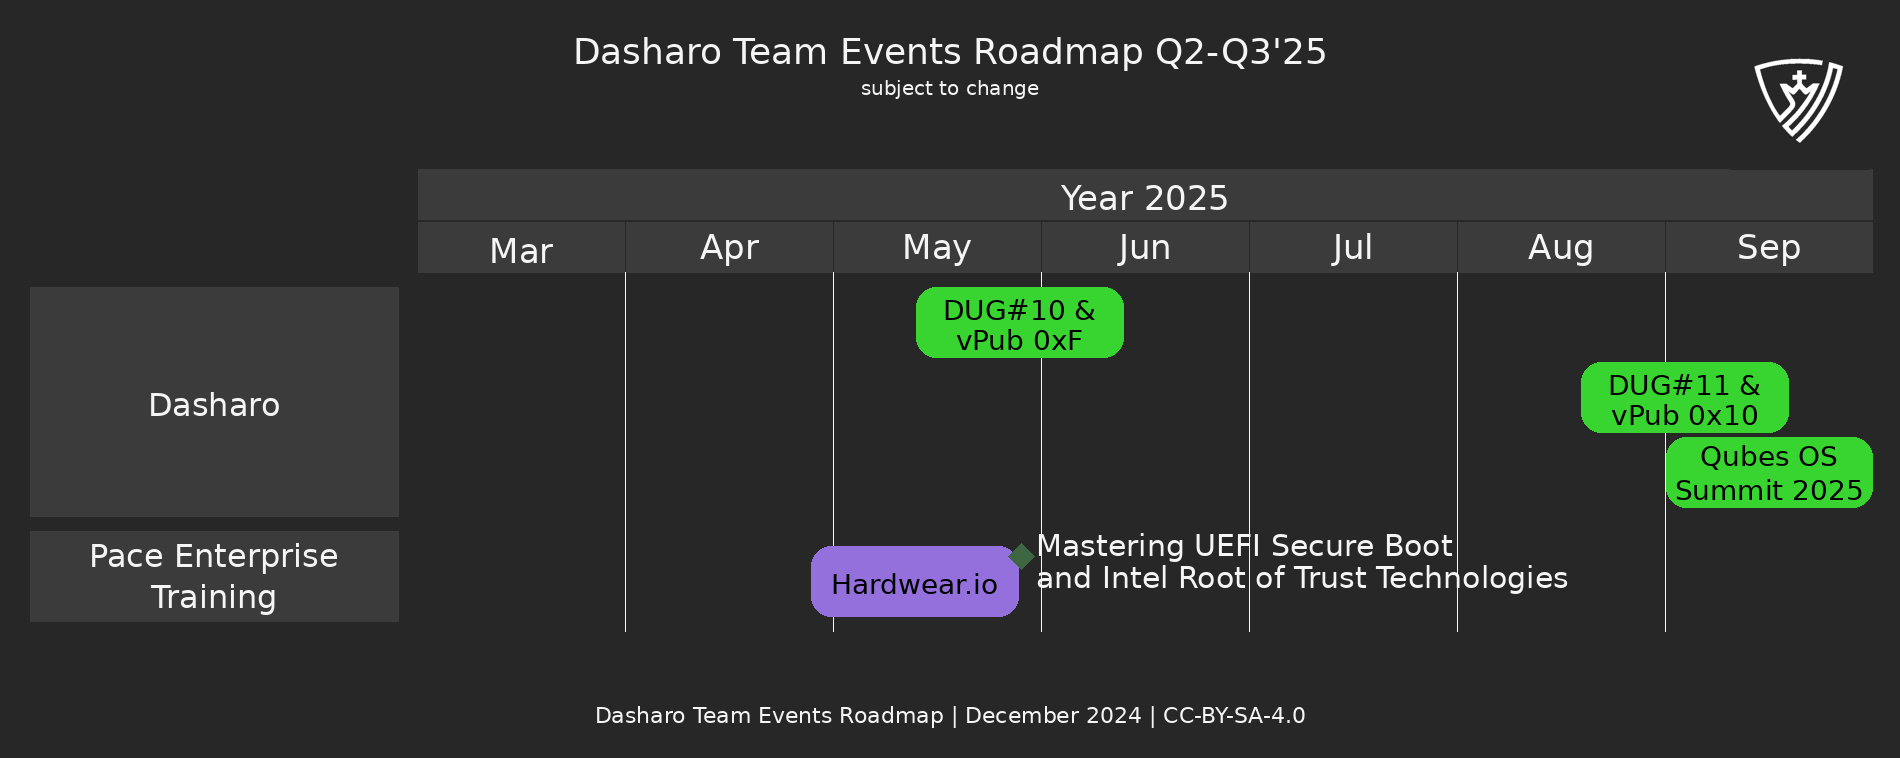 Dasharo Team Events Roadmap Q2-Q3'25
subject to change
Year 2025
Mar
Apr
May
Jun
Jul
Aug
Sep
Dasharo
DUG#10 &
vPub 0xF
DUG#11 &
vPub 0x10
Qubes OS
Summit 2025
Pace Enterprise
Training
Hardwear.io
Mastering UEFI Secure Boot
and Intel Root of Trust Technologies
Dasharo Team Events Roadmap | December 2024 | CC-BY-SA-4.0